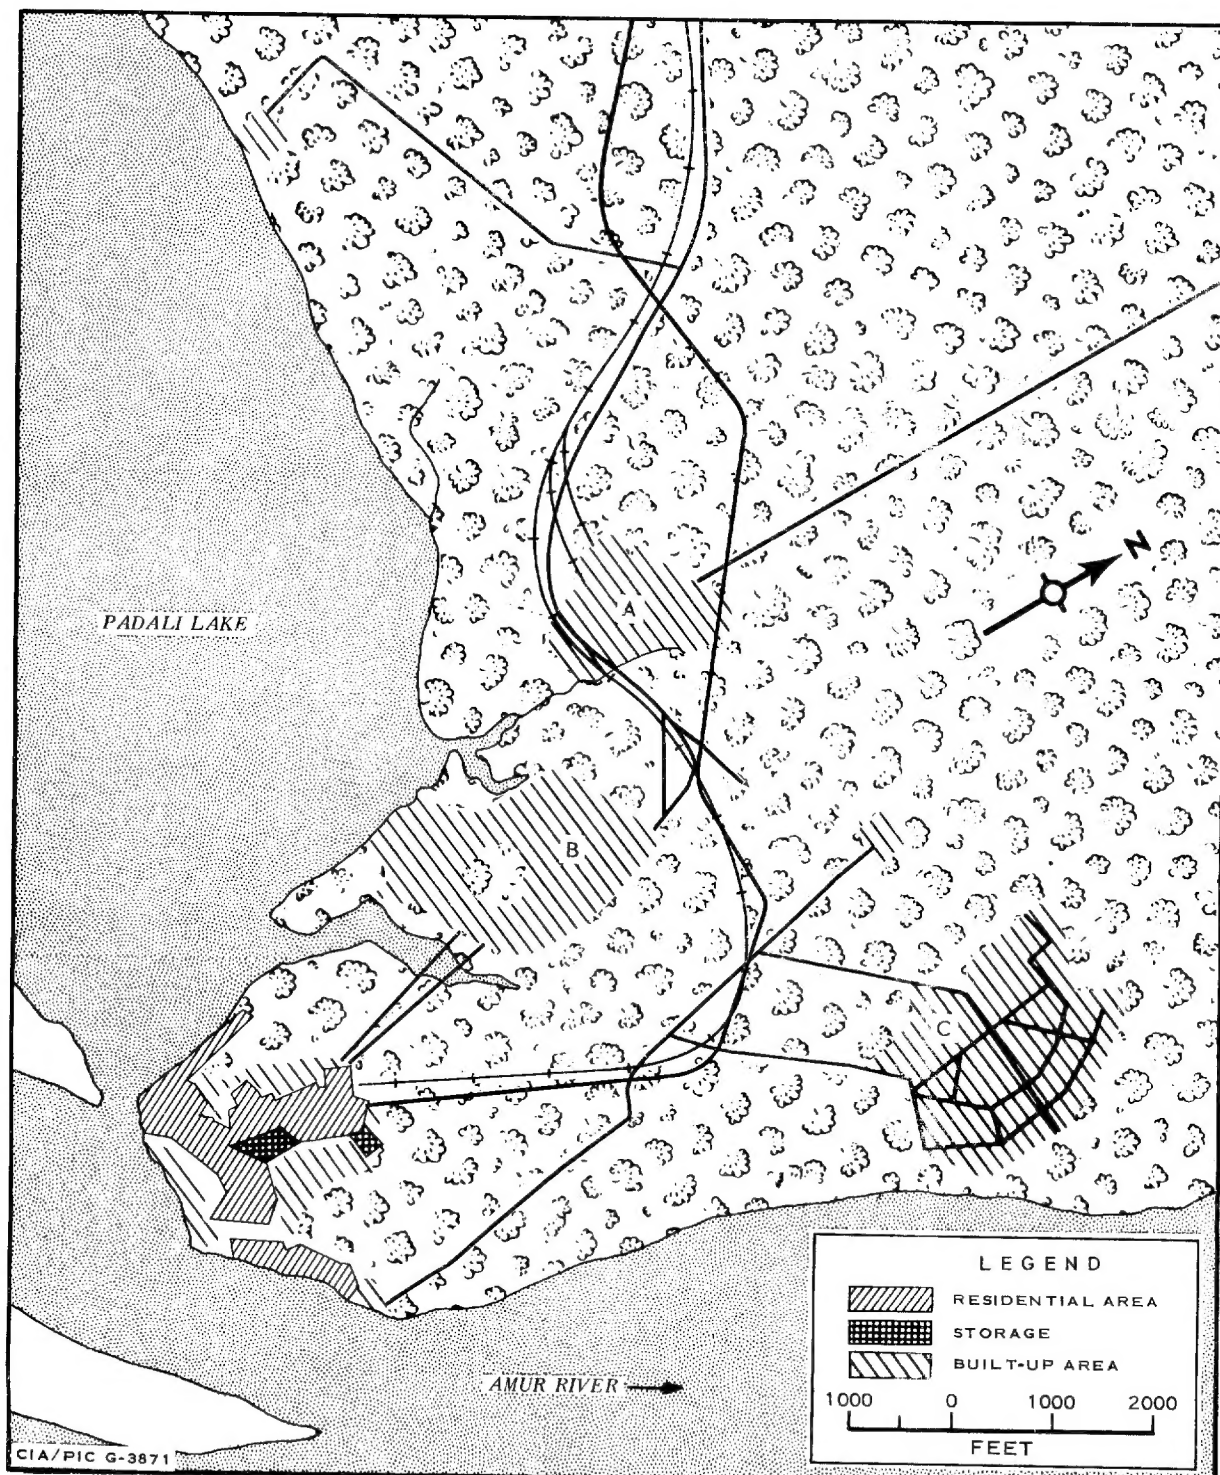 N
A
PADALI LAKE
B
C
LEGEND
RESIDENTIAL AREA
STORAGE
BUILT-UP AREA
AMUR RIVER
1000 0 1000 2000
FEET
CIA/PIC G-3871